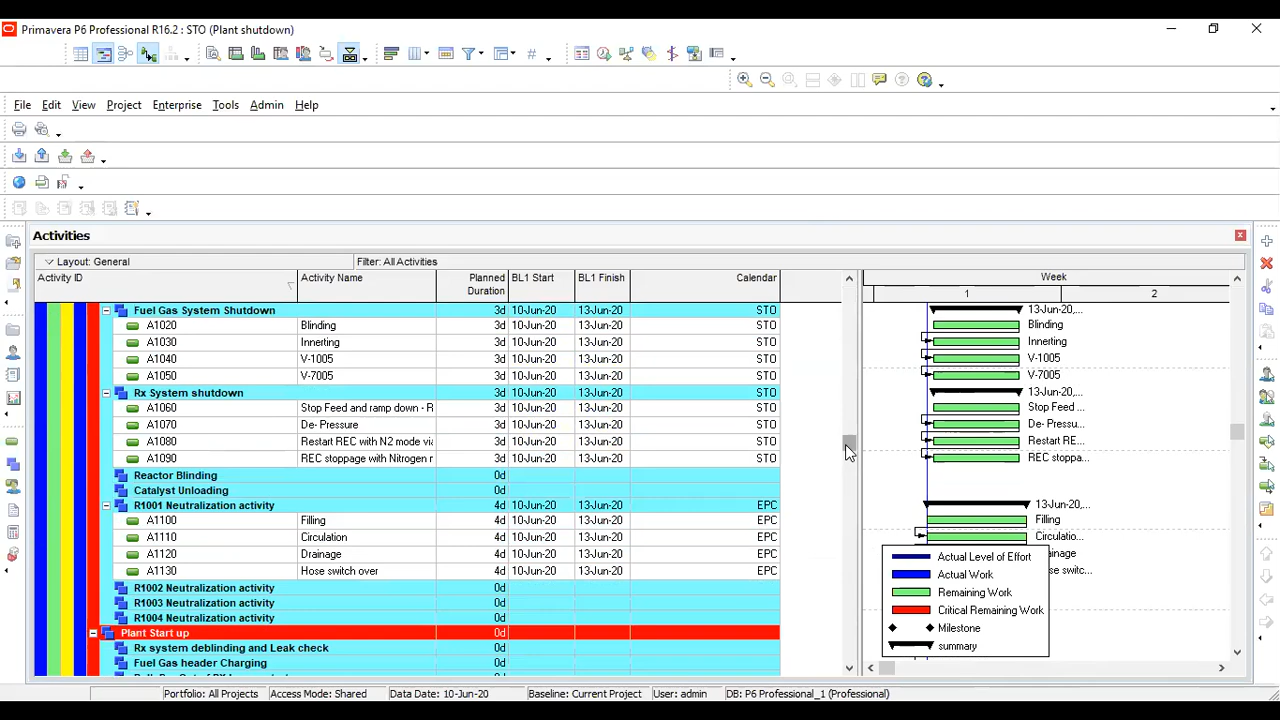 Primavera P6 Professional R16.2 : STO (Plant shutdown)
File Edit View Project Enterprise Tools Admin Help
Activities
Layout: General Filter: All Activities
Activity ID Activity Name Planned Duration BL1 Start BL1 Finish Calendar Week
1 2
Fuel Gas System Shutdown 3d 10-Jun-20 13-Jun-20 STO 13-Jun-20,...
A1020 Blinding 3d 10-Jun-20 13-Jun-20 STO Blinding
A1030 Innerting 3d 10-Jun-20 13-Jun-20 STO Innerting
A1040 V-1005 3d 10-Jun-20 13-Jun-20 STO V-1005
A1050 V-7005 3d 10-Jun-20 13-Jun-20 STO V-7005
Rx System shutdown 3d 10-Jun-20 13-Jun-20 STO 13-Jun-20,...
A1060 Stop Feed and ramp down - R 3d 10-Jun-20 13-Jun-20 STO Stop Feed ...
A1070 De- Pressure 3d 10-Jun-20 13-Jun-20 STO De- Pressu...
A1080 Restart REC with N2 mode via 3d 10-Jun-20 13-Jun-20 STO Restart RE...
A1090 REC stoppage with Nitrogen r 3d 10-Jun-20 13-Jun-20 STO REC stoppa...
Reactor Blinding 0d
Catalyst Unloading 0d
R1001 Neutralization activity 4d 10-Jun-20 13-Jun-20 EPC 13-Jun-20,...
A1100 Filling 4d 10-Jun-20 13-Jun-20 EPC Filling
A1110 Circulation 4d 10-Jun-20 13-Jun-20 EPC Circulatio...
A1120 Drainage 4d 10-Jun-20 13-Jun-20 EPC
A1130 Hose switch over 4d 10-Jun-20 13-Jun-20 EPC
R1002 Neutralization activity 0d
R1003 Neutralization activity 0d
R1004 Neutralization activity 0d
Plant Start up 0d
Rx system deblinding and Leak check 0d
Fuel Gas header Charging 0d
Actual Level of Effort
Actual Work
Remaining Work
Critical Remaining Work
Milestone
summary
Portfolio: All Projects Access Mode: Shared Data Date: 10-Jun-20 Baseline: Current Project User: admin DB: P6 Professional_1 (Professional)